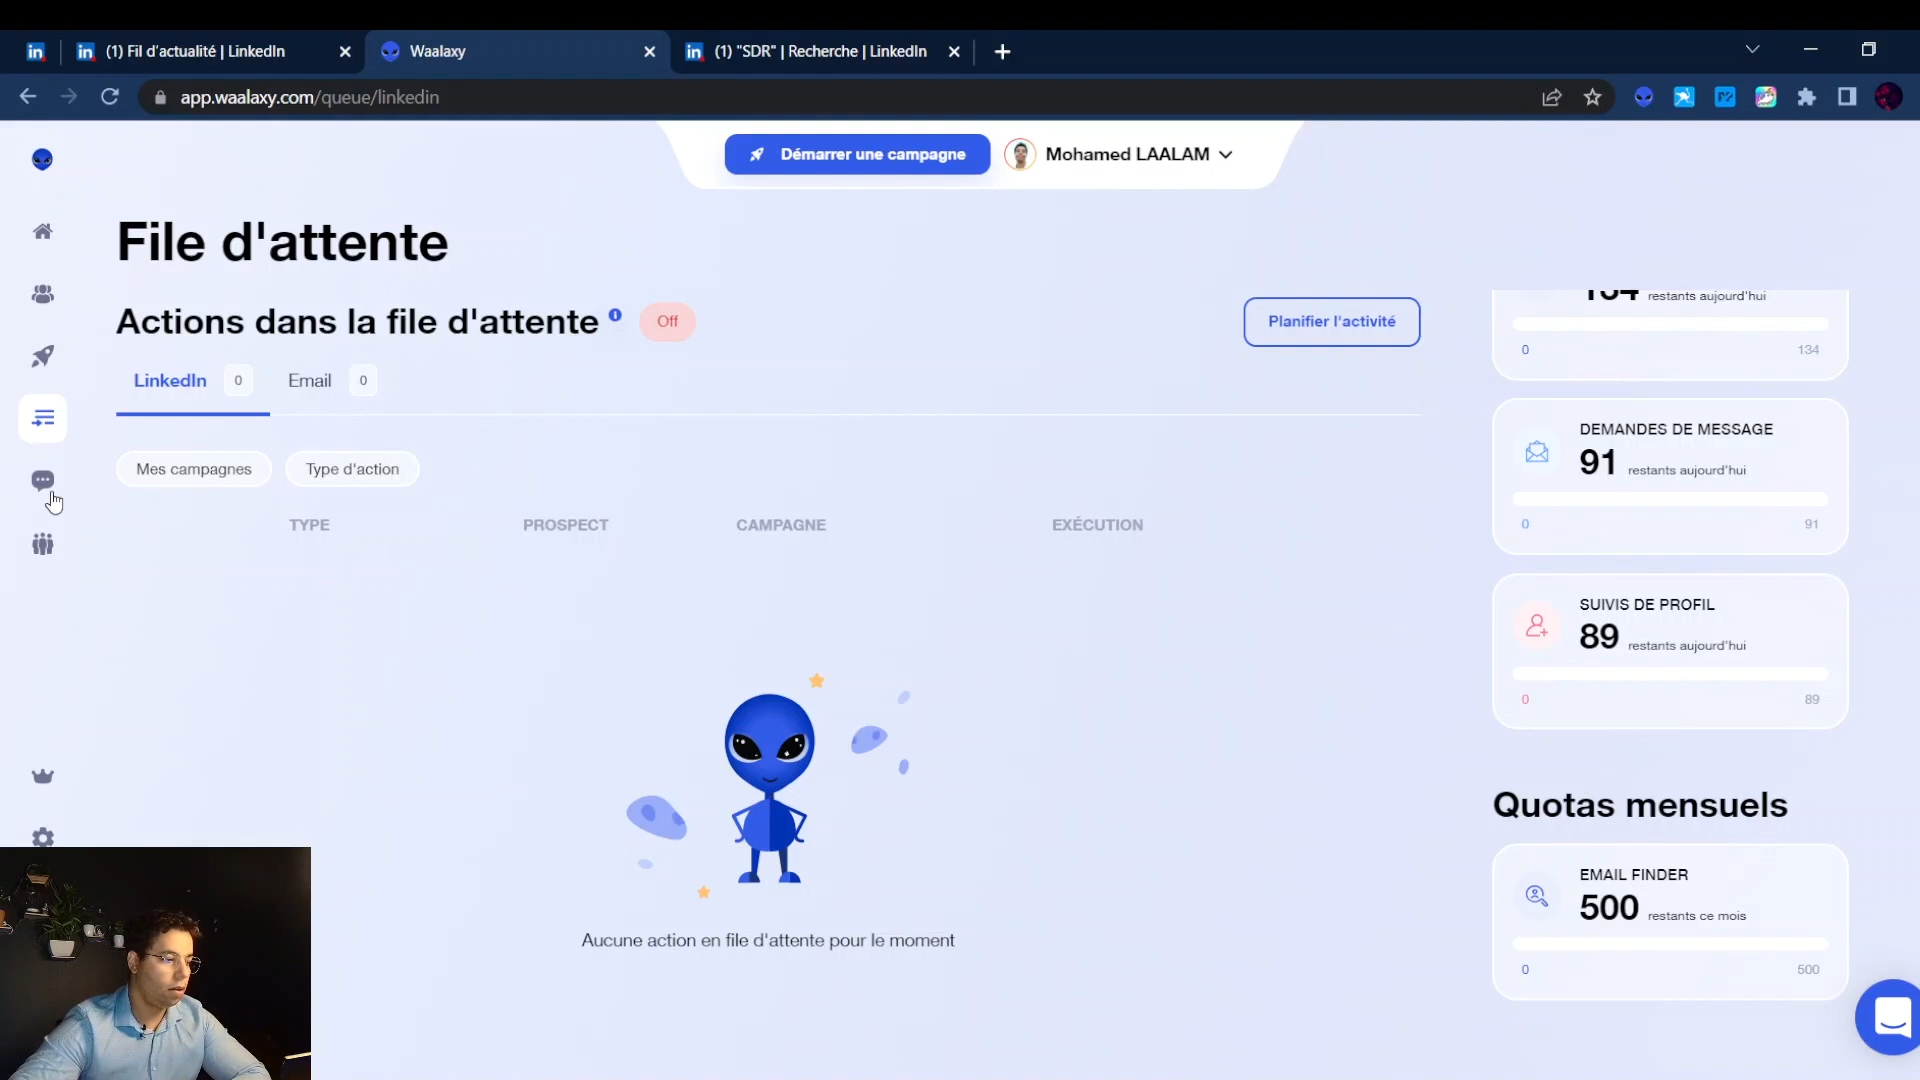 (1) Fil d'actualité | LinkedIn
Waalaxy
(1) "SDR" | Recherche | LinkedIn
app.waalaxy.com/queue/linkedin
Démarrer une campagne
Mohamed LAALAM
File d'attente
Actions dans la file d'attente
Off
Planifier l'activité
LinkedIn 0
Email 0
Mes campagnes
Type d'action
TYPE PROSPECT CAMPAGNE EXÉCUTION
Aucune action en file d'attente pour le moment
134 restants aujourd'hui
0 134
DEMANDES DE MESSAGE
91 restants aujourd'hui
0 91
SUIVIS DE PROFIL
89 restants aujourd'hui
0 89
Quotas mensuels
EMAIL FINDER
500 restants ce mois
0 500